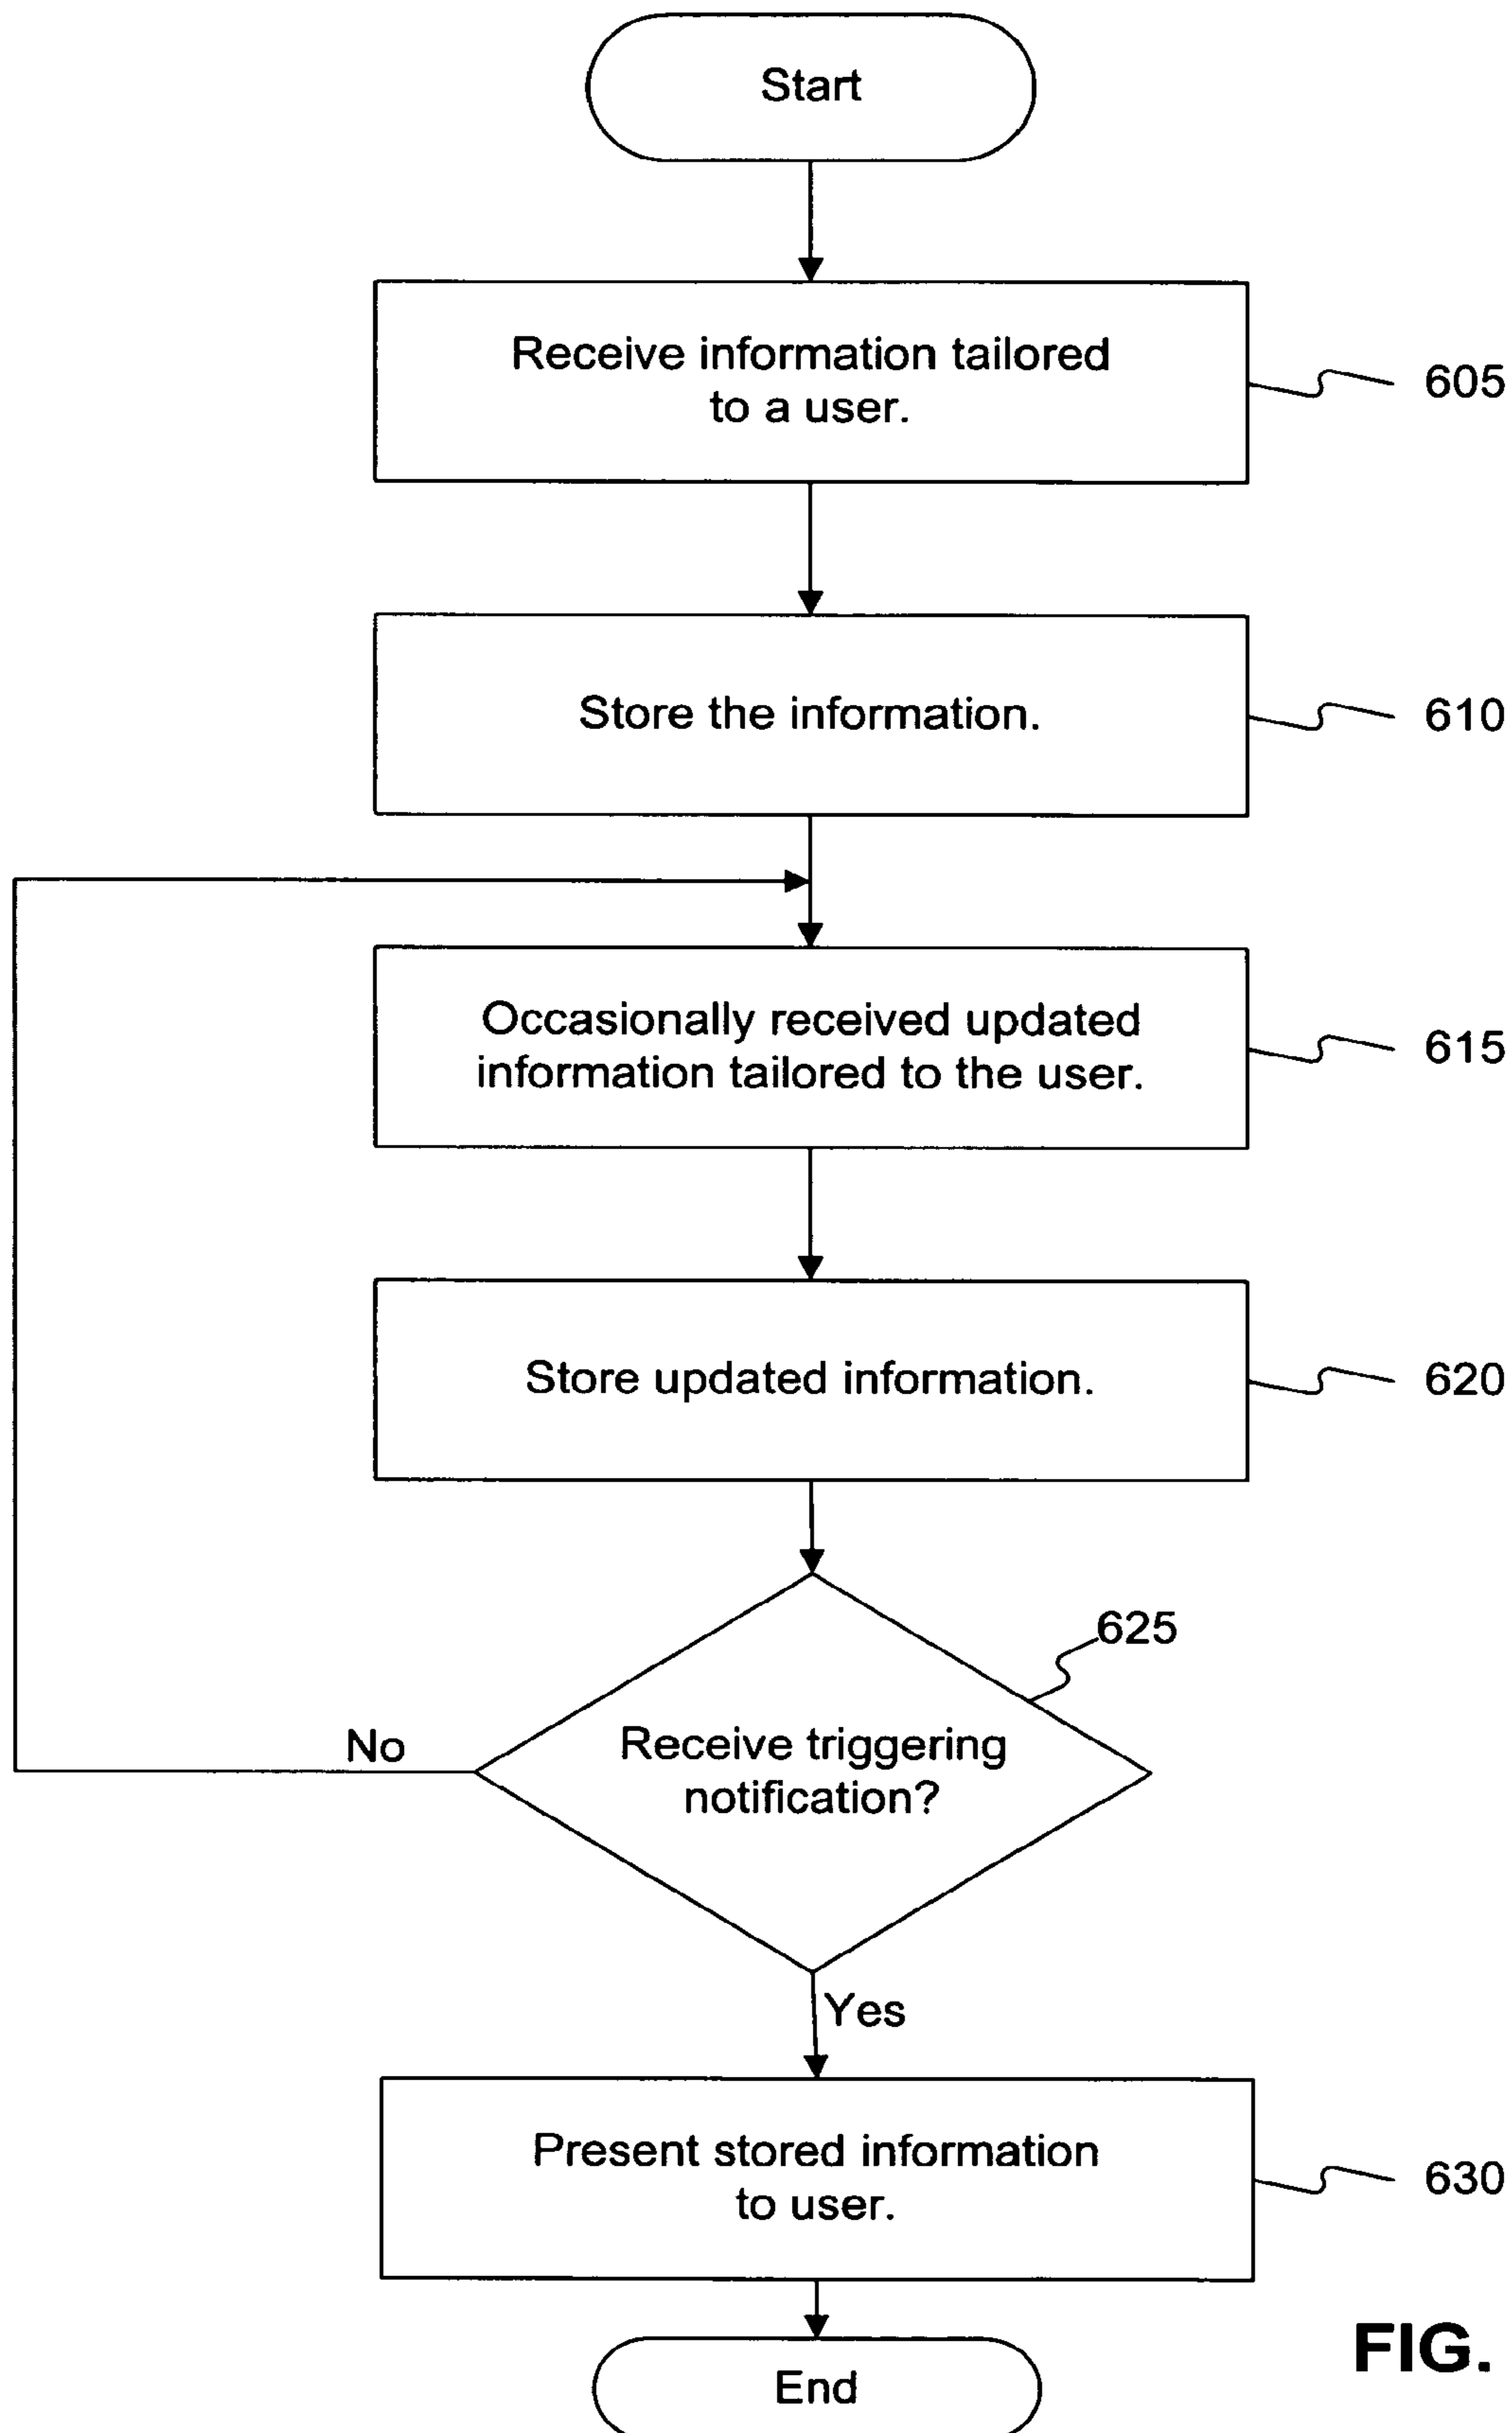 Start
Receive information tailored
to a user.
605
Store the information.
610
Occasionally received updated
information tailored to the user.
615
Store updated information.
620
625
Receive triggering
notification?
No
Yes
Present stored information
to user.
630
End
FIG.